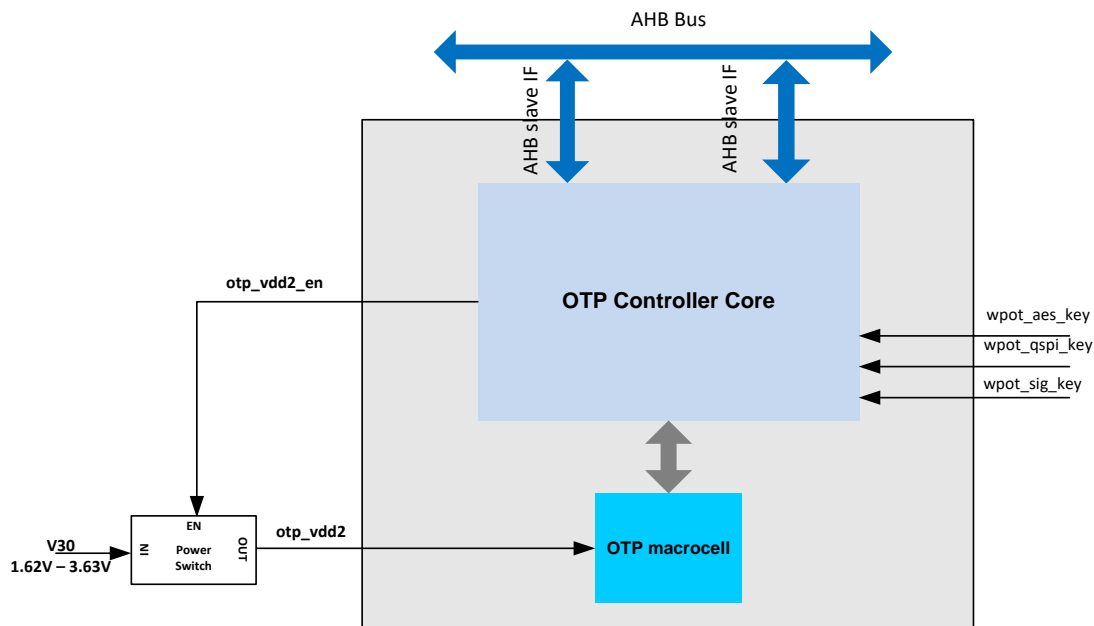 AHB Bus
AHB slave IF
AHB slave IF
otp_vdd2_en
OTP Controller Core
wpot_aes_key
wpot_qspi_key
wpot_sig_key
EN
V30
IN
Power
Switch
OUT
otp_vdd2
OTP macrocell
1.62V – 3.63V